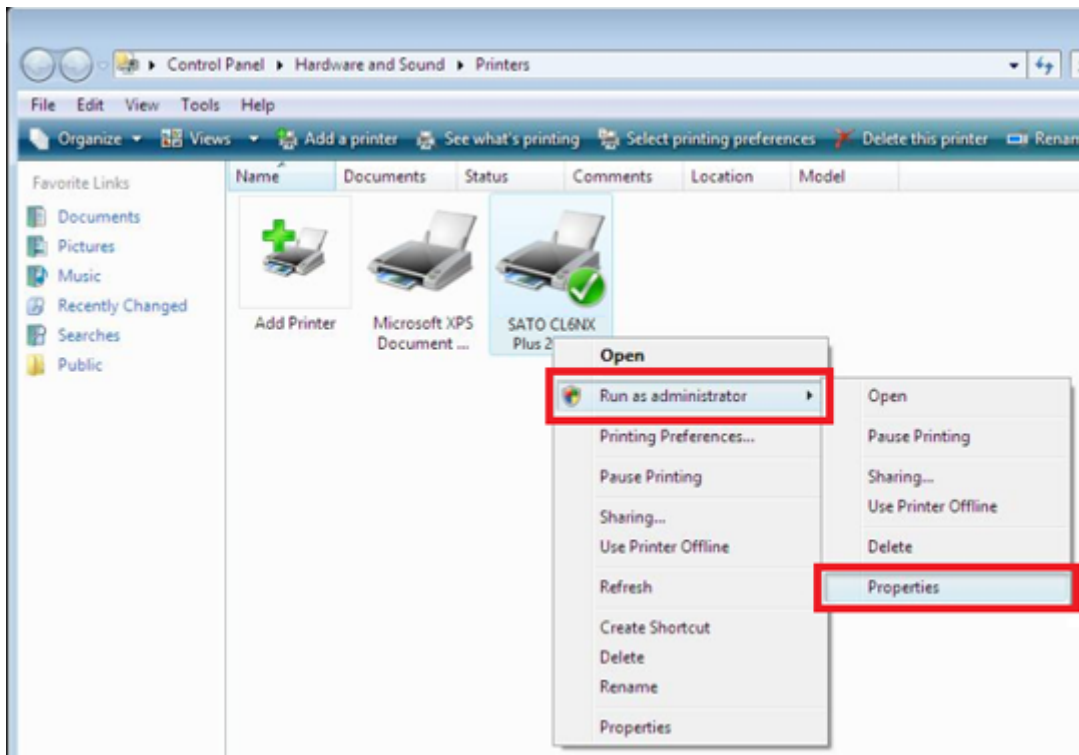 Control Panel ▸ Hardware and Sound ▸ Printers
File Edit View Tools Help
Organize Views Add a printer See what's printing Select printing preferences Delete this printer
Favorite Links
Documents
Pictures
Music
Recently Changed
Searches
Public
Name Documents Status Comments Location Model
Add Printer
Microsoft XPS
Document ...
SATO CL6NX
Plus
Open
Run as administrator
Printing Preferences...
Pause Printing
Sharing...
Use Printer Offline
Refresh
Create Shortcut
Delete
Rename
Properties
Open
Pause Printing
Sharing...
Use Printer Offline
Delete
Properties